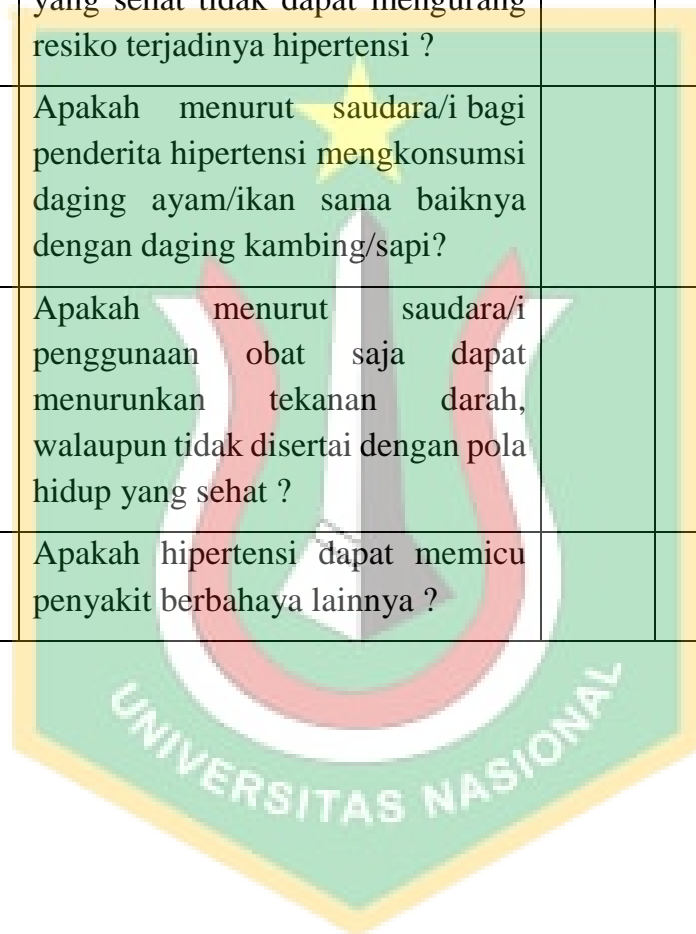 yang sehat tidak dapat mengurang
resiko terjadinya hipertensi ?
Apakah menurut saudara/i bagi
penderita hipertensi mengkonsumsi
daging ayam/ikan sama baiknya
dengan daging kambing/sapi?
Apakah menurut saudara/i
penggunaan obat saja dapat
menurunkan tekanan darah,
walaupun tidak disertai dengan pola
hidup yang sehat ?
Apakah hipertensi dapat memicu
penyakit berbahaya lainnya ?
UNIVERSITAS NASIONAL